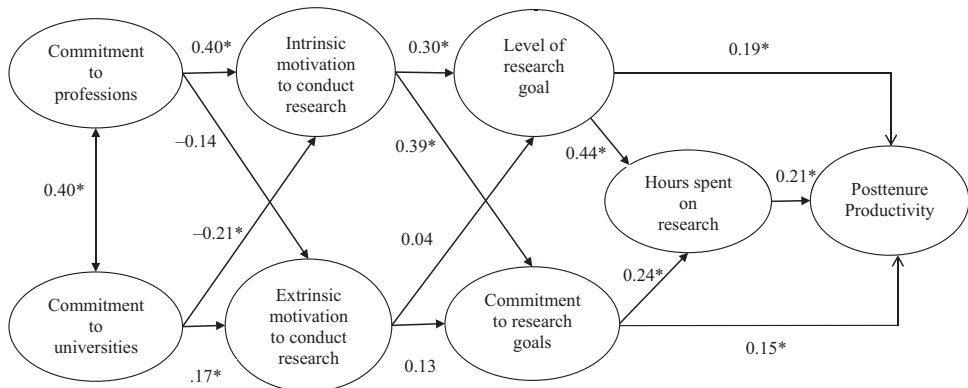 Commitment
to
professions
0.40*
Intrinsic
motivation
to conduct
research
0.30*
Level of
research
goal
0.19*
–0.14
0.39*
0.44*
0.40*
Hours spent
on
research
0.21*
Posttenure
Productivity
–0.21*
0.04
0.24*
Commitment
to
universities
.17*
Extrinsic
motivation
to conduct
research
0.13
Commitment
to research
goals
0.15*